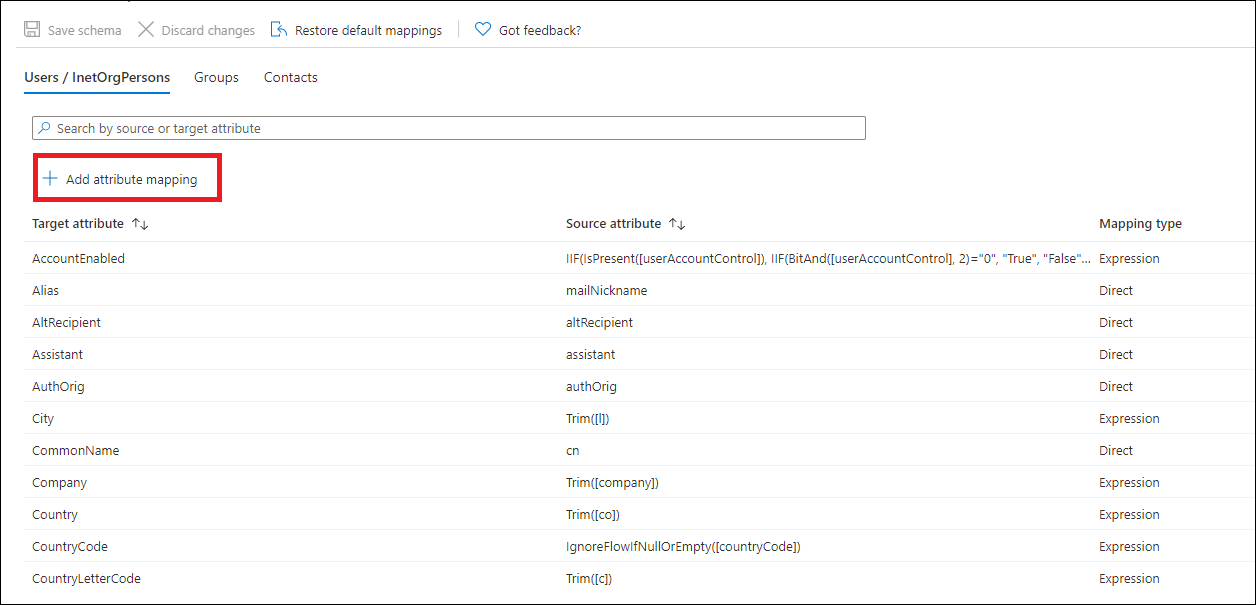 Save schema Discard changes Restore default mappings Got feedback?
Users / InetOrgPersons Groups Contacts
Search by source or target attribute
Add attribute mapping
Target attribute Source attribute Mapping type
AccountEnabled IIF(IsPresent([userAccountControl]), IIF(BitAnd([userAccountControl], 2)="0", "True", "False"... Expression
Alias mailNickname Direct
AltRecipient altRecipient Direct
Assistant assistant Direct
AuthOrig authOrig Direct
City Trim([l]) Expression
CommonName cn Direct
Company Trim([company]) Expression
Country Trim([co]) Expression
CountryCode IgnoreFlowIfNullOrEmpty([countryCode]) Expression
CountryLetterCode Trim([c]) Expression